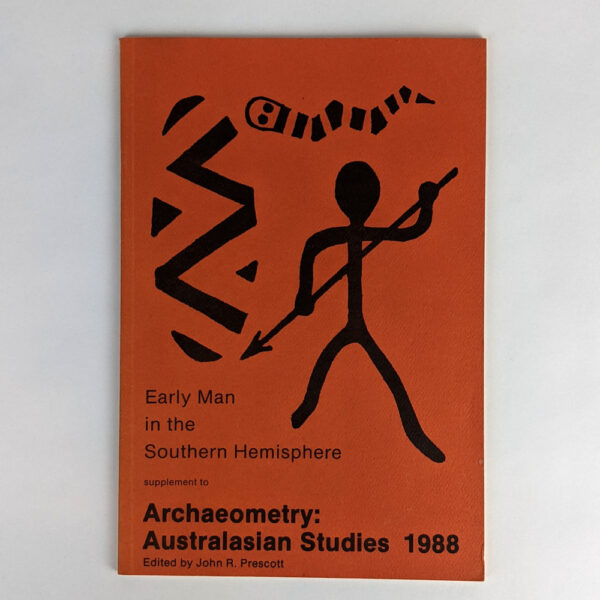 Early Man
in the
Southern Hemisphere
supplement to
Archaeometry:
Australasian Studies 1988
Edited by John R. Prescott